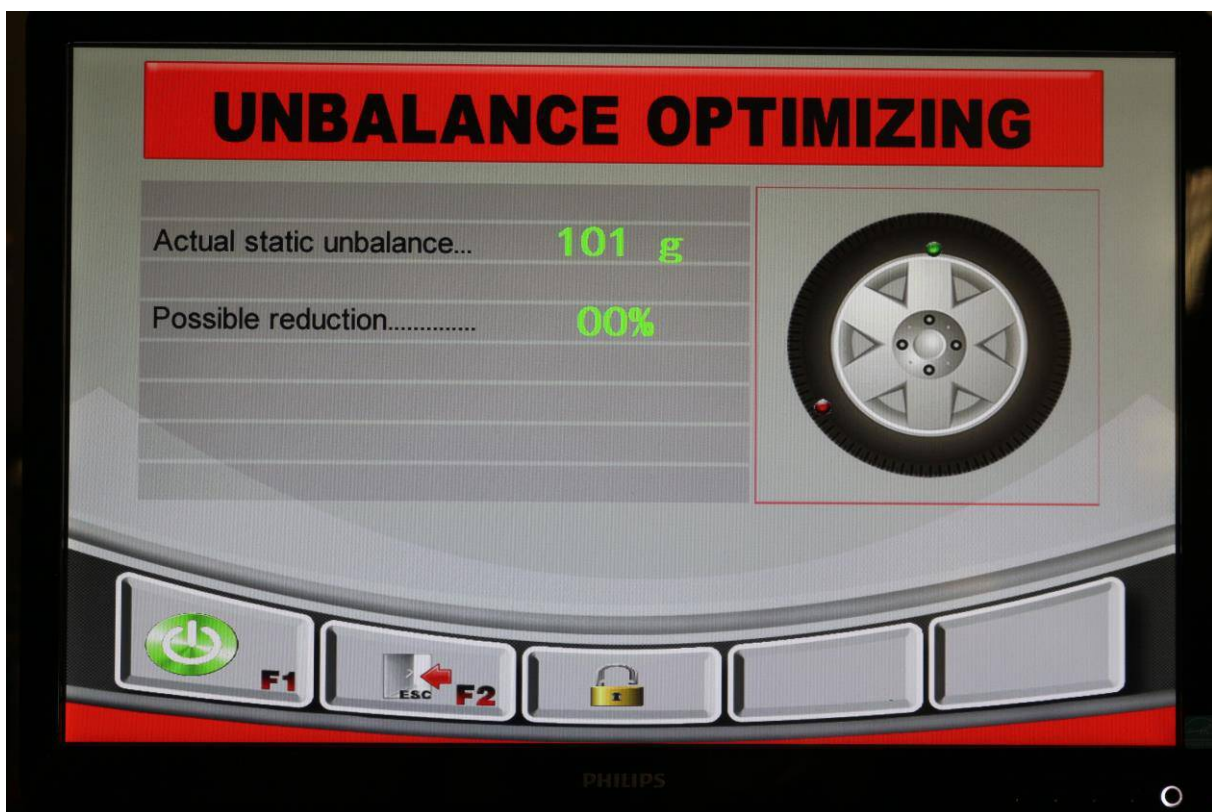 UNBALANCE OPTIMIZING
Actual static unbalance... 101 g
Possible reduction............. 00%
F1
ESC F2
PHILIPS